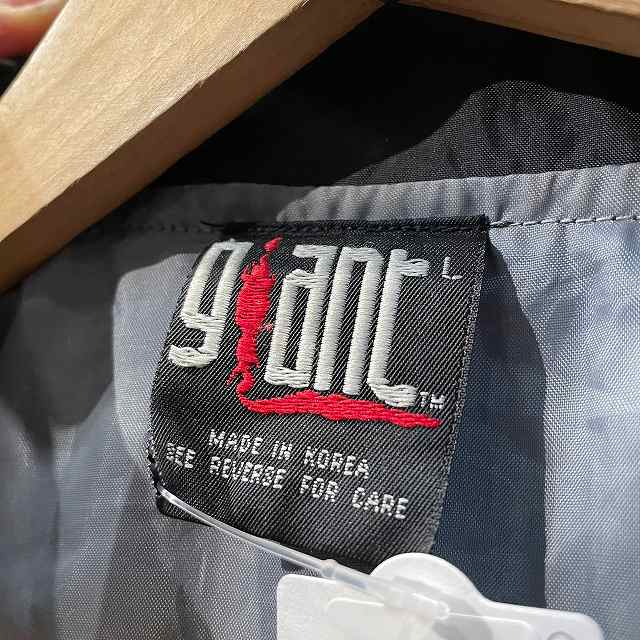 giant L
TM
MADE IN KOREA
SEE REVERSE FOR CARE